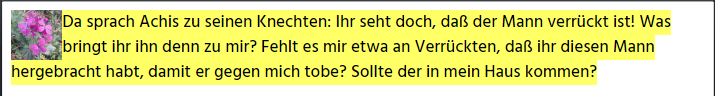 Da sprach Achis zu seinen Knechten: Ihr seht doch, daß der Mann verrückt ist! Was
bringt ihr ihn denn zu mir? Fehlt es mir etwa an Verrückten, daß ihr diesen Mann
hergebracht habt, damit er gegen mich tobe? Sollte der in mein Haus kommen?